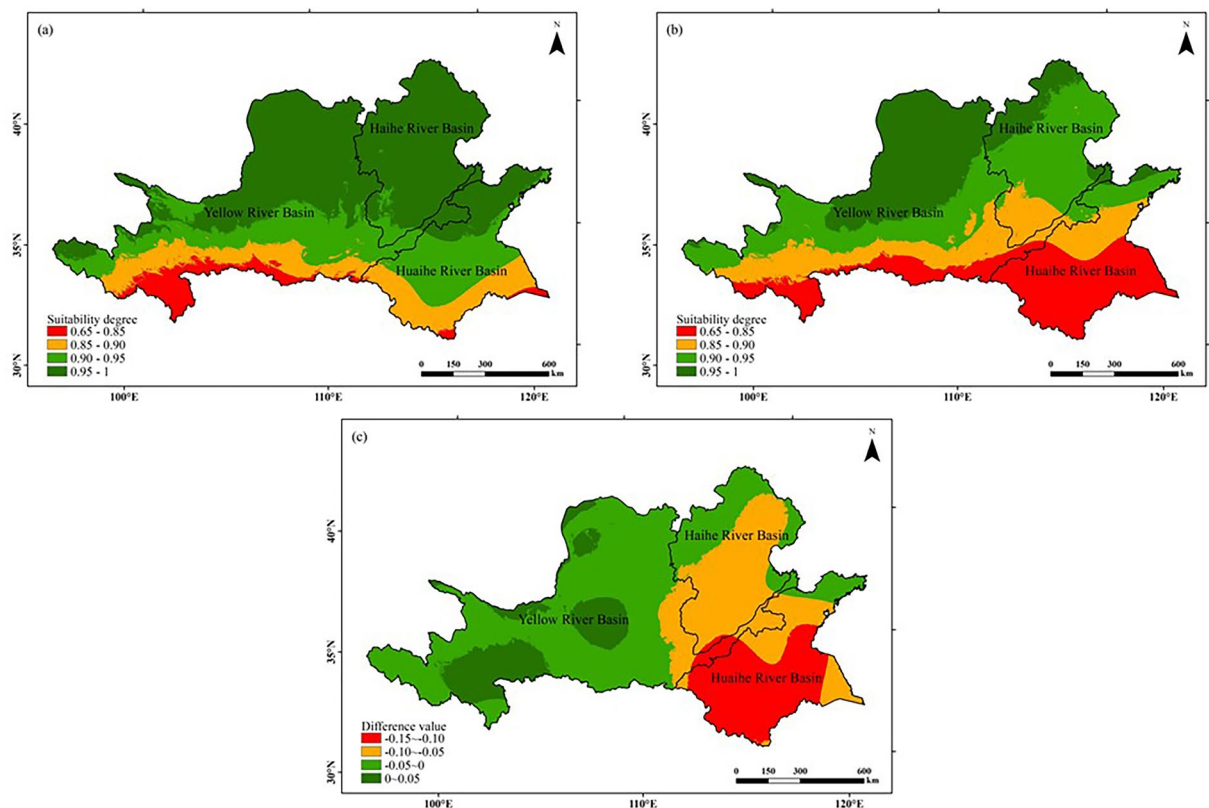 (a)
N
40°N
35°N
30°N
Haihe River Basin
Yellow River Basin
Huaihe River Basin
Suitability degree
0.65 - 0.85
0.85 - 0.90
0.90 - 0.95
0.95 - 1
0 150 300 600
km
100°E 110°E 120°E
(b)
N
40°N
35°N
30°N
Haihe River Basin
Yellow River Basin
Huaihe River Basin
Suitability degree
0.65 - 0.85
0.85 - 0.90
0.90 - 0.95
0.95 - 1
0 150 300 600
km
100°E 110°E 120°E
(c)
N
40°N
35°N
30°N
Haihe River Basin
Yellow River Basin
Huaihe River Basin
Difference value
-0.15~-0.10
-0.10~-0.05
-0.05~0
0~0.05
0 150 300 600
km
100°E 110°E 120°E